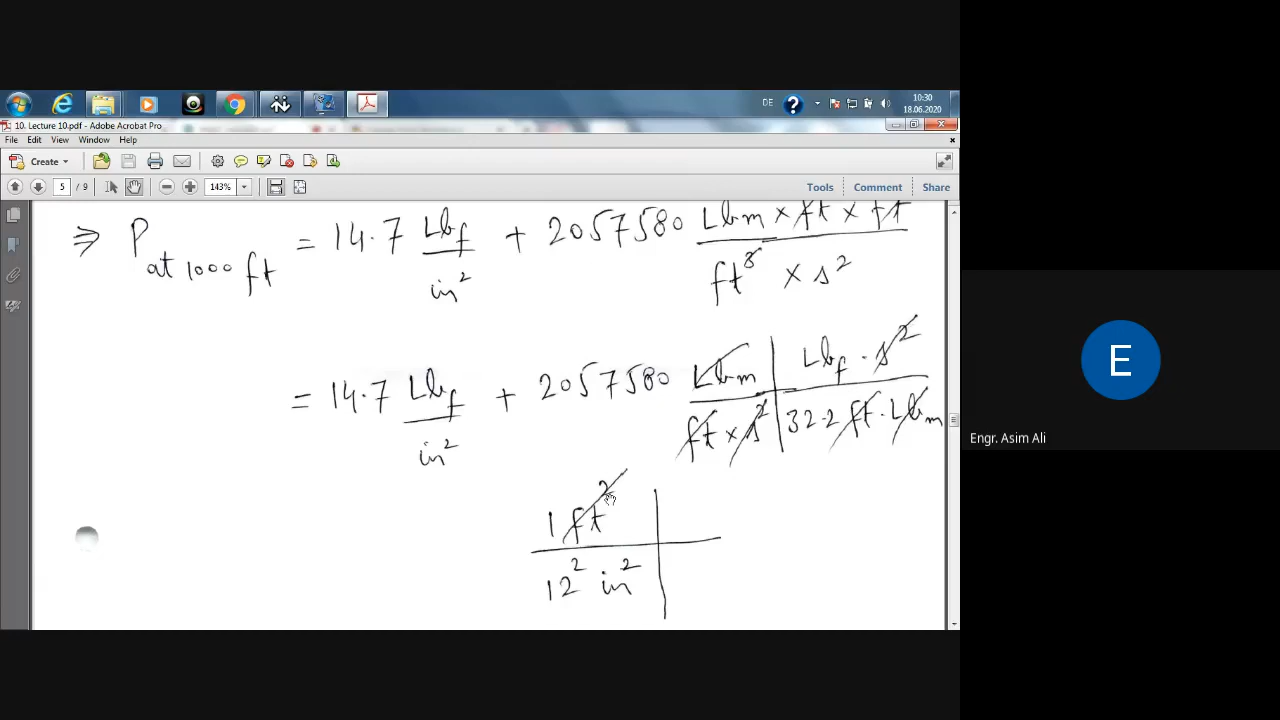 DE
10:30
18.06.2020
10. Lecture 10.pdf - Adobe Acrobat Pro
File Edit View Window Help
Create
5 / 9 143% Tools Comment Share
⇒ P at 1000 ft = 14.7 Lbf/in² + 2057580 Lbm × ft × ft / ft³ × s²
= 14.7 Lbf/in² + 2057580 Lbm / ft × s² | Lbf · s² / 32.2 ft · Lbm
1 ft² / 12² in² |
E
Engr. Asim Ali